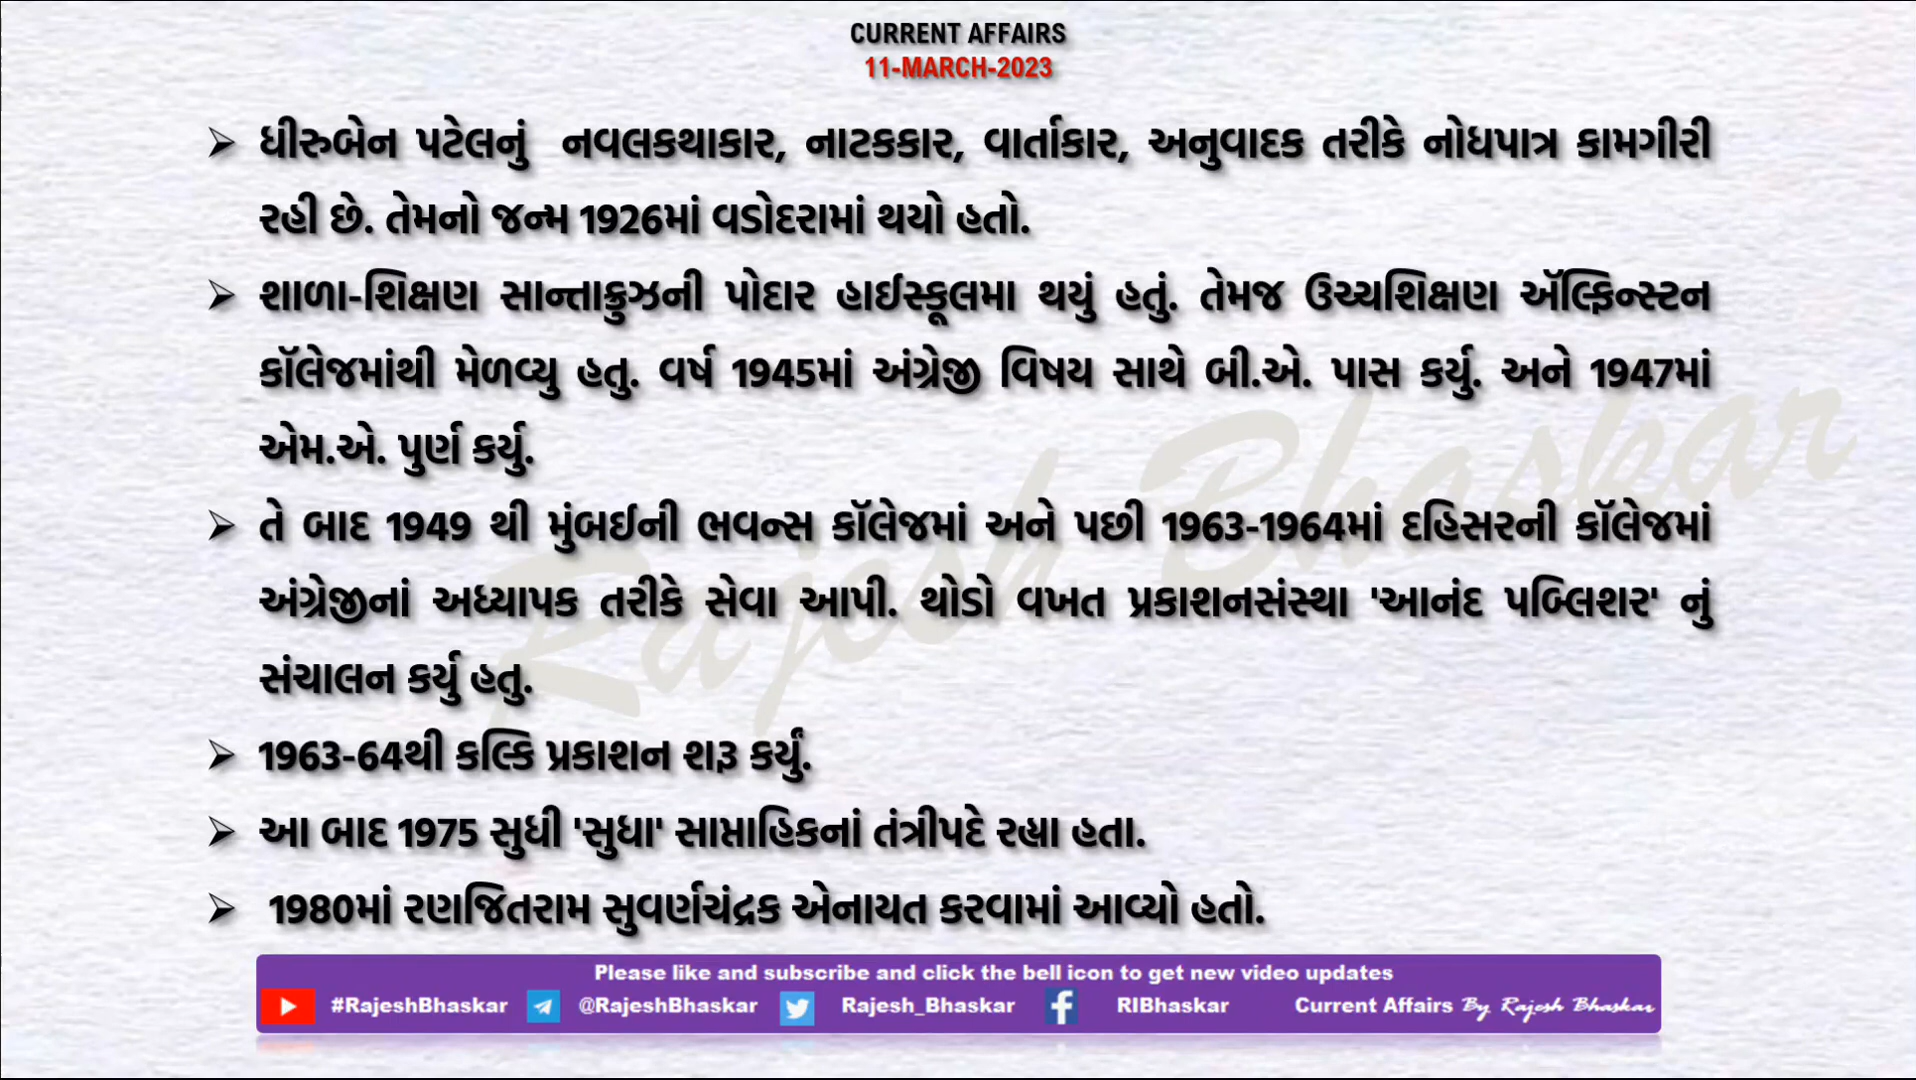 CURRENT AFFAIRS
11-MARCH-2023
➢ ધીરુબેન પટેલનું નવલકથાકાર, નાટકકાર, વાર્તાકાર, અનુવાદક તરીકે નોધપાત્ર કામગીરી
રહી છે. તેમનો જન્મ 1926માં વડોદરામાં થયો હતો.
➢ શાળા-શિક્ષણ સાન્તાક્રુઝની પોદાર હાઈસ્કૂલમા થયું હતું. તેમજ ઉચ્ચશિક્ષણ ઍલ્ફિન્સ્ટન
કૉલેજમાંથી મેળવ્યુ હતુ. વર્ષ 1945માં અંગ્રેજી વિષય સાથે બી.એ. પાસ કર્યુ. અને 1947માં
એમ.એ. પુર્ણ કર્યુ.
➢ તે બાદ 1949 થી મુંબઈની ભવન્સ કૉલેજમાં અને પછી 1963-1964માં દહિસરની કૉલેજમાં
અંગ્રેજીનાં અધ્યાપક તરીકે સેવા આપી. થોડો વખત પ્રકાશનસંસ્થા 'આનંદ પબ્લિશર' નું
સંચાલન કર્યુ હતુ.
➢ 1963-64થી કલ્કિ પ્રકાશન શરૂ કર્યું.
➢ આ બાદ 1975 સુધી 'સુધા' સાપ્તાહિકનાં તંત્રીપદે રહ્યા હતા.
➢ 1980માં રણજિતરામ સુવર્ણચંદ્રક એનાયત કરવામાં આવ્યો હતો.
Rajesh Bhaskar
Please like and subscribe and click the bell icon to get new video updates
#RajeshBhaskar @RajeshBhaskar Rajesh_Bhaskar RIBhaskar Current Affairs By Rajesh Bhaskar